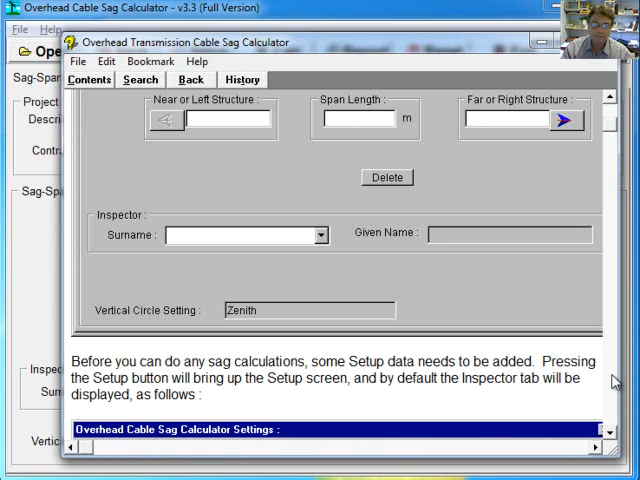 Overhead Cable Sag Calculator - v3.3 (Full Version)
File Help
Ope
Overhead Transmission Cable Sag Calculator
File Edit Bookmark Help
Contents Search Back History
Sag-Span
Project
Descri
Contra
Sag-Spa
Near or Left Structure :
Span Length :
Far or Right Structure :
m
Delete
Inspector :
Surname :
Given Name :
Vertical Circle Setting :
Zenith
Before you can do any sag calculations, some Setup data needs to be added. Pressing
the Setup button will bring up the Setup screen, and by default the Inspector tab will be
displayed, as follows :
Overhead Cable Sag Calculator Settings :
Inspec
Surn
Vertic